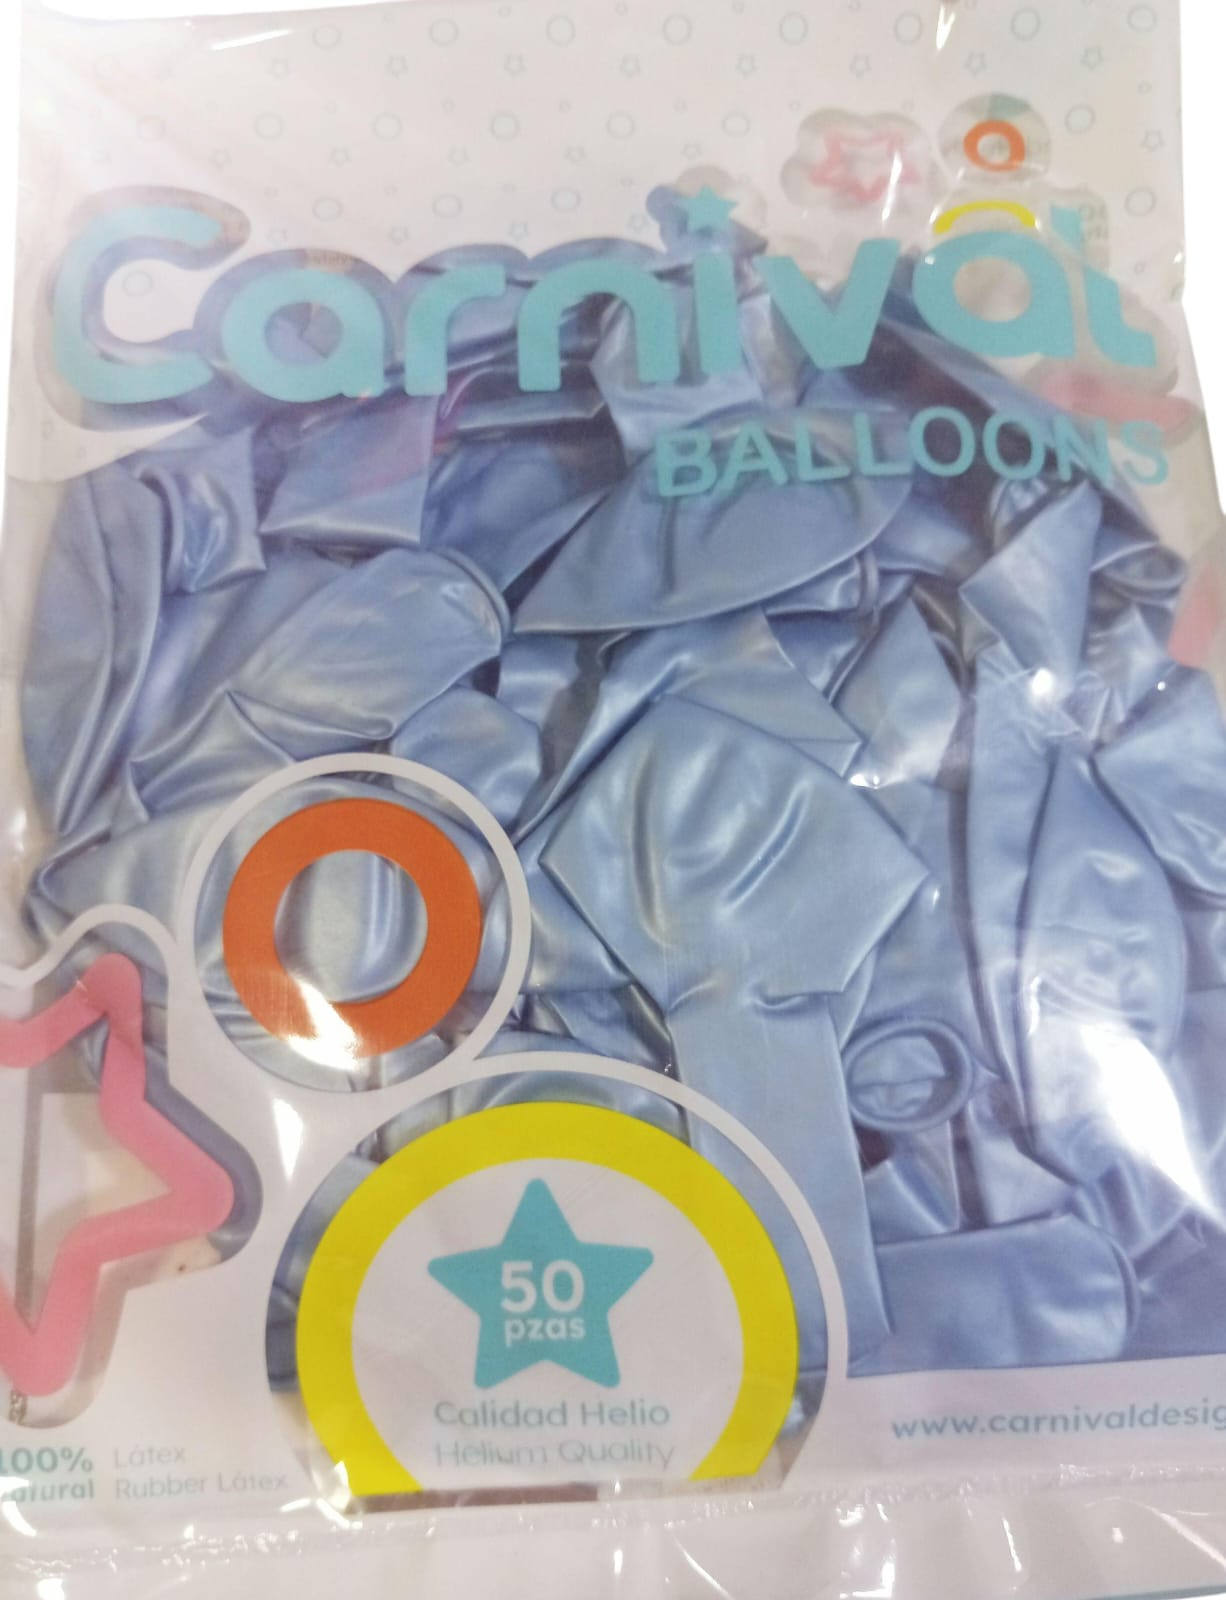 Carnival
BALLOONS
50
pzas
Calidad Helio
Helium Quality
www.carnivaldesig
100% Látex
Rubber Látex